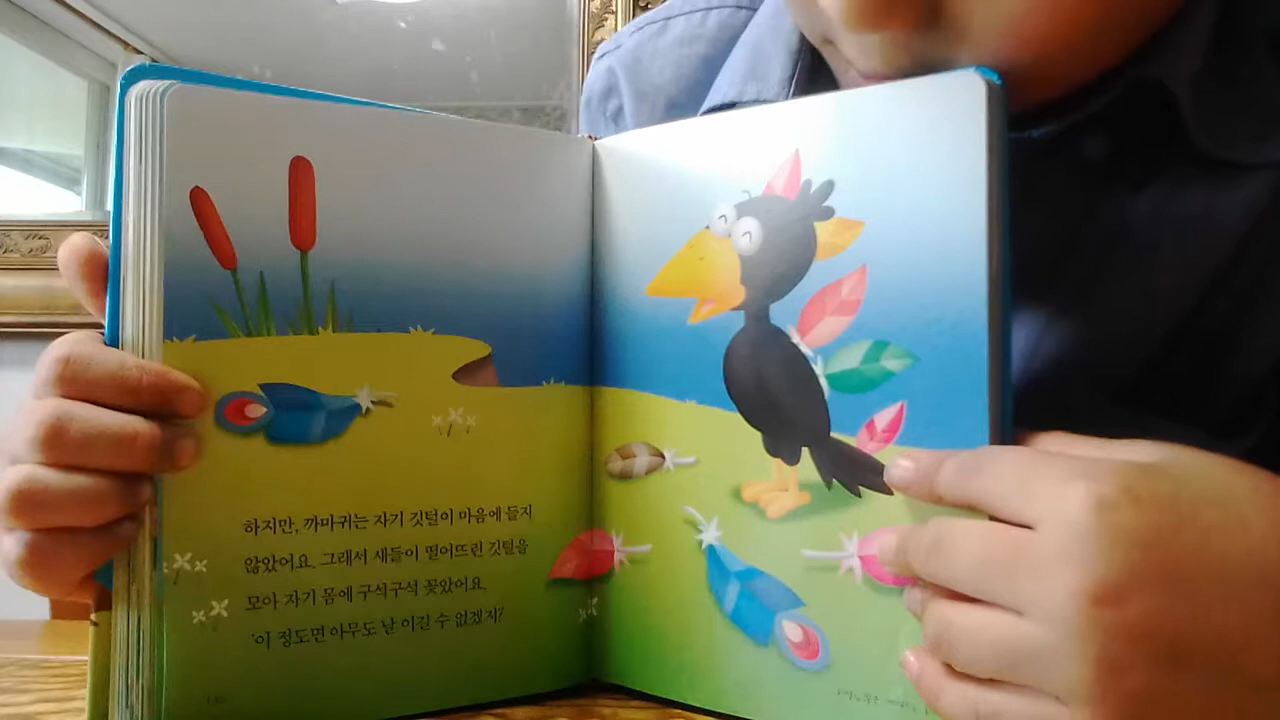 하지만, 까마귀는 자기 깃털이 마음에 들지
않았어요. 그래서 새들이 떨어뜨린 깃털을
모아 자기 몸에 구석구석 꽂았어요.
'이 정도면 아무도 날 이길 수 없겠지?